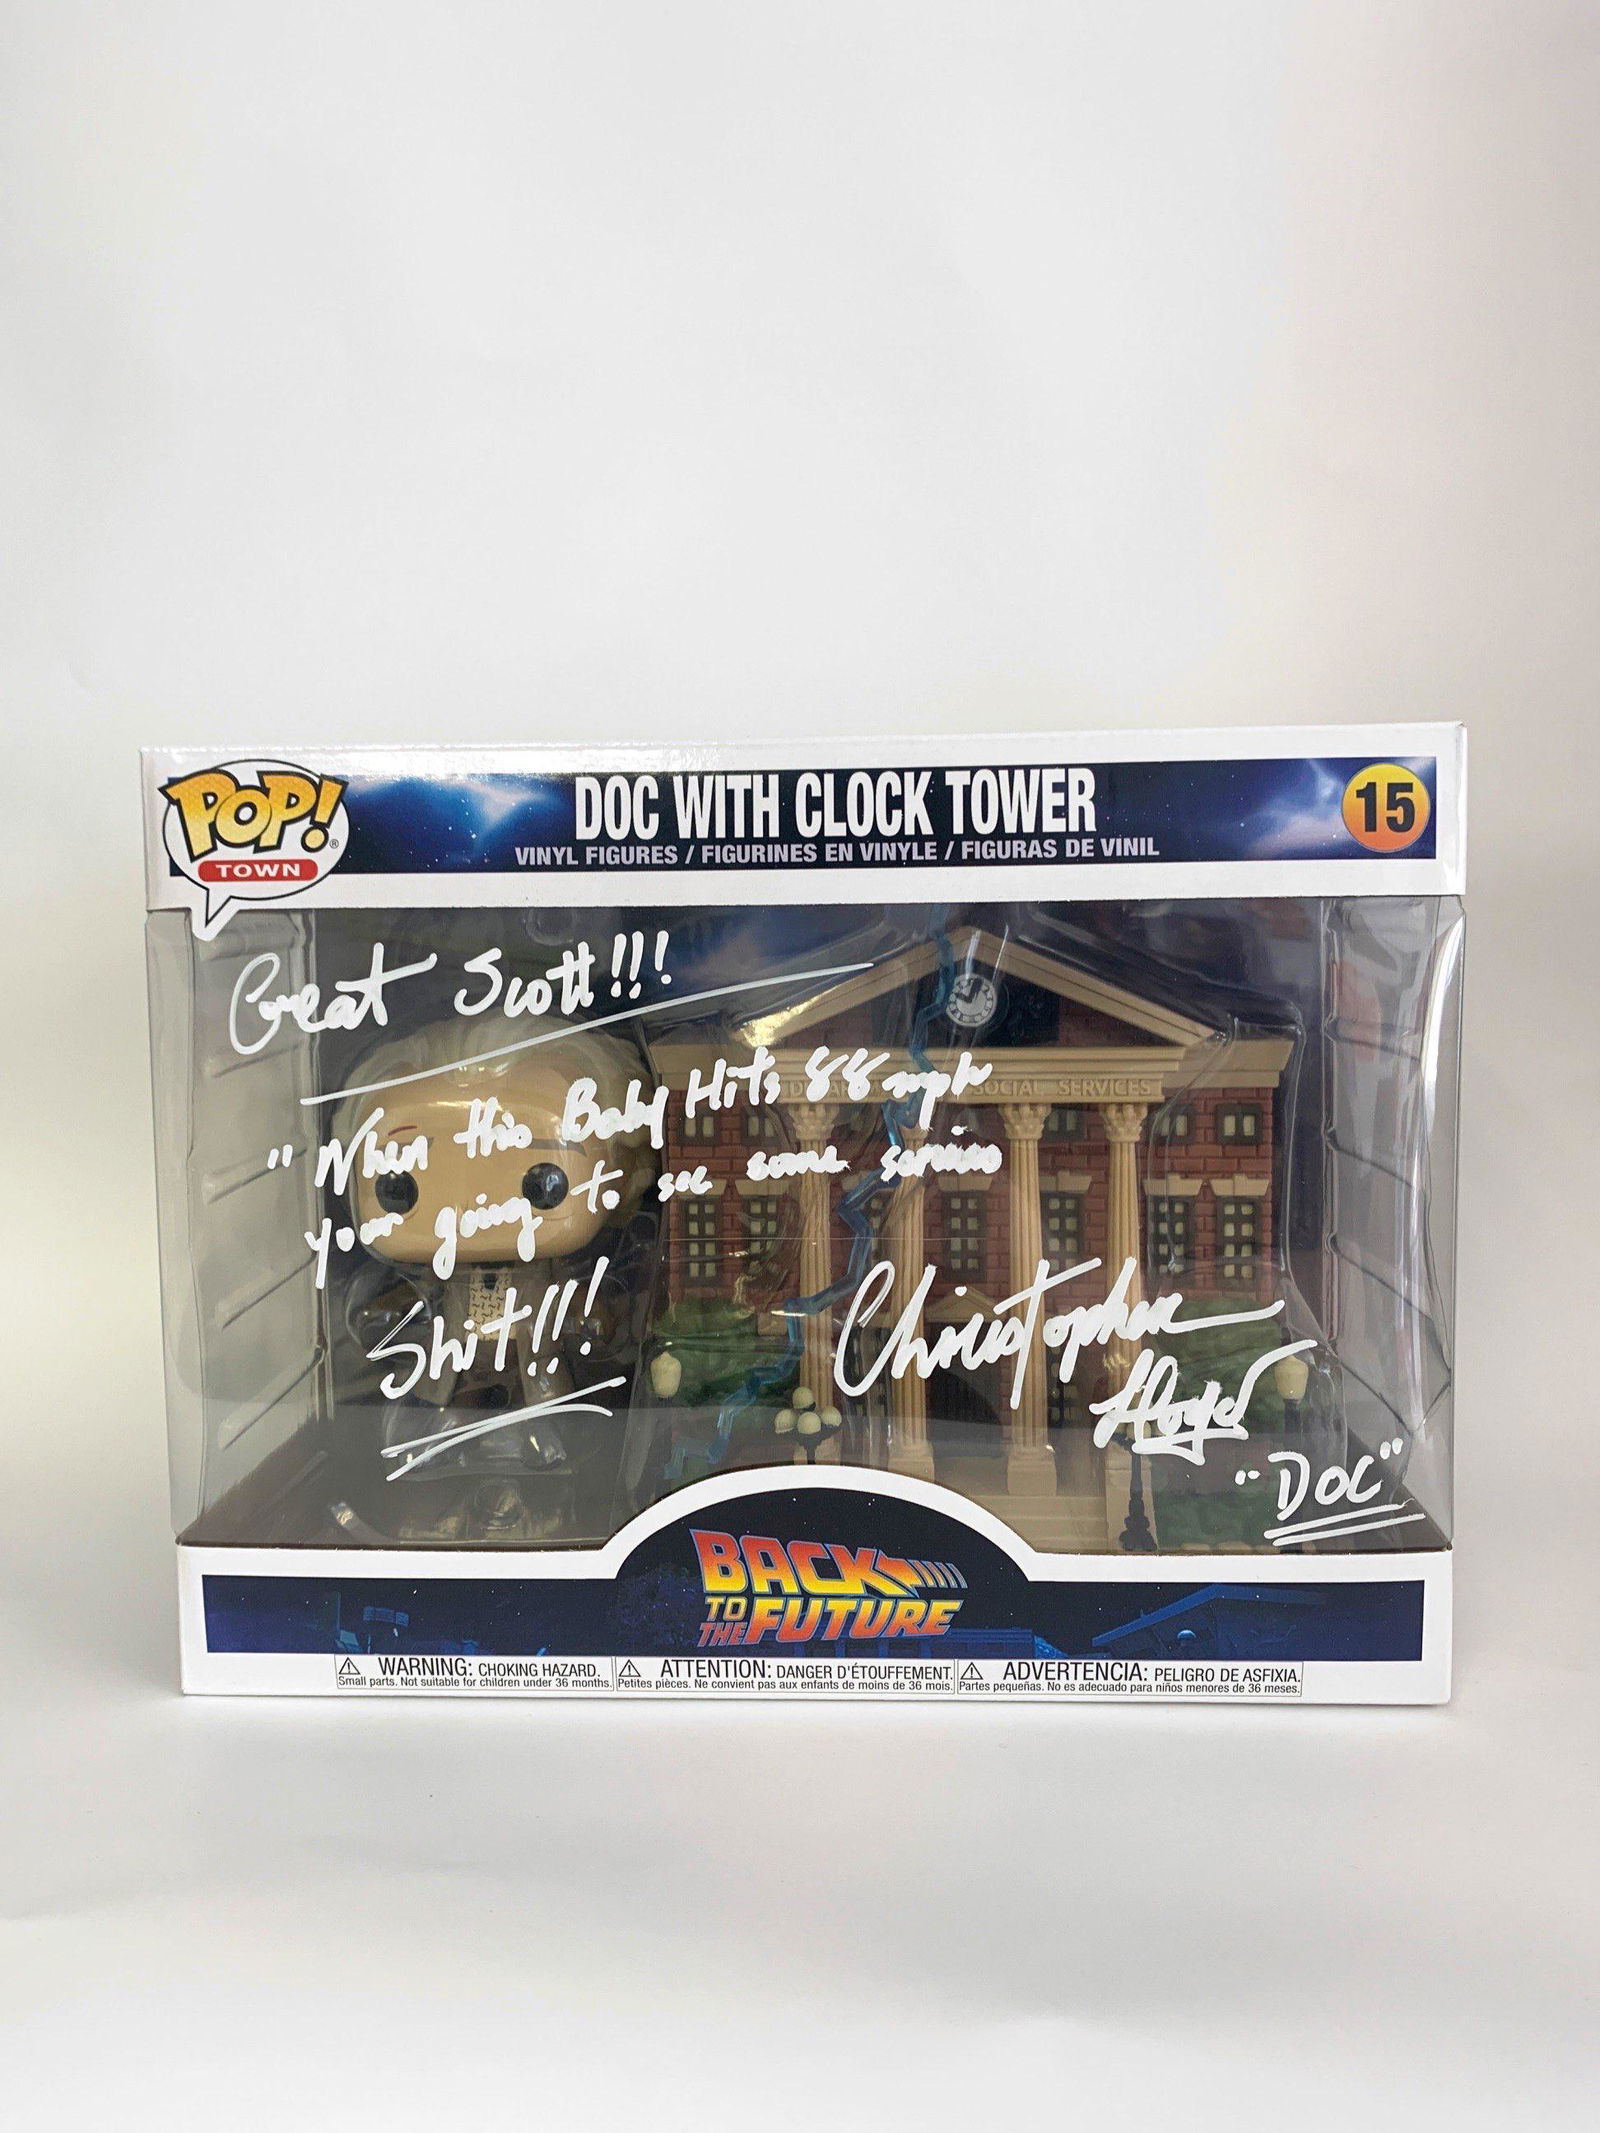 POP!®
TOWN
DOC WITH CLOCK TOWER
VINYL FIGURES / FIGURINES EN VINYLE / FIGURAS DE VINIL
15
Great Scott!!!
"When this Baby Hits 88 mph
your going to see some serious
Shit!!!
SOCIAL SERVICES
Christopher
Lloyd
"DOC"
BACK
TO THE FUTURE
WARNING: CHOKING HAZARD.
Small parts. Not suitable for children under 36 months.
ATTENTION: DANGER D'ÉTOUFFEMENT.
Petites pièces. Ne convient pas aux enfants de moins de 36 mois.
ADVERTENCIA: PELIGRO DE ASFIXIA.
Partes pequeñas. No es adecuado para niños menores de 36 meses.